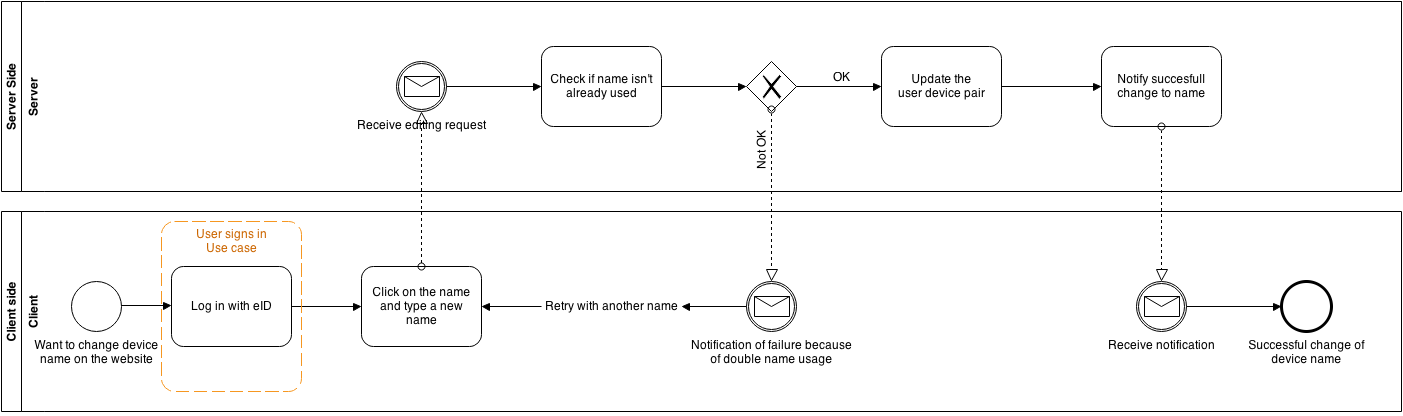 Server Side
Server
Receive editing request
Check if name isn't
already used
OK
Not OK
Update the
user device pair
Notify succesfull
change to name
Client side
Client
Want to change device
name on the website
User signs in
Use case
Log in with eID
Click on the name
and type a new
name
Retry with another name
Notification of failure because
of double name usage
Receive notification
Successful change of
device name